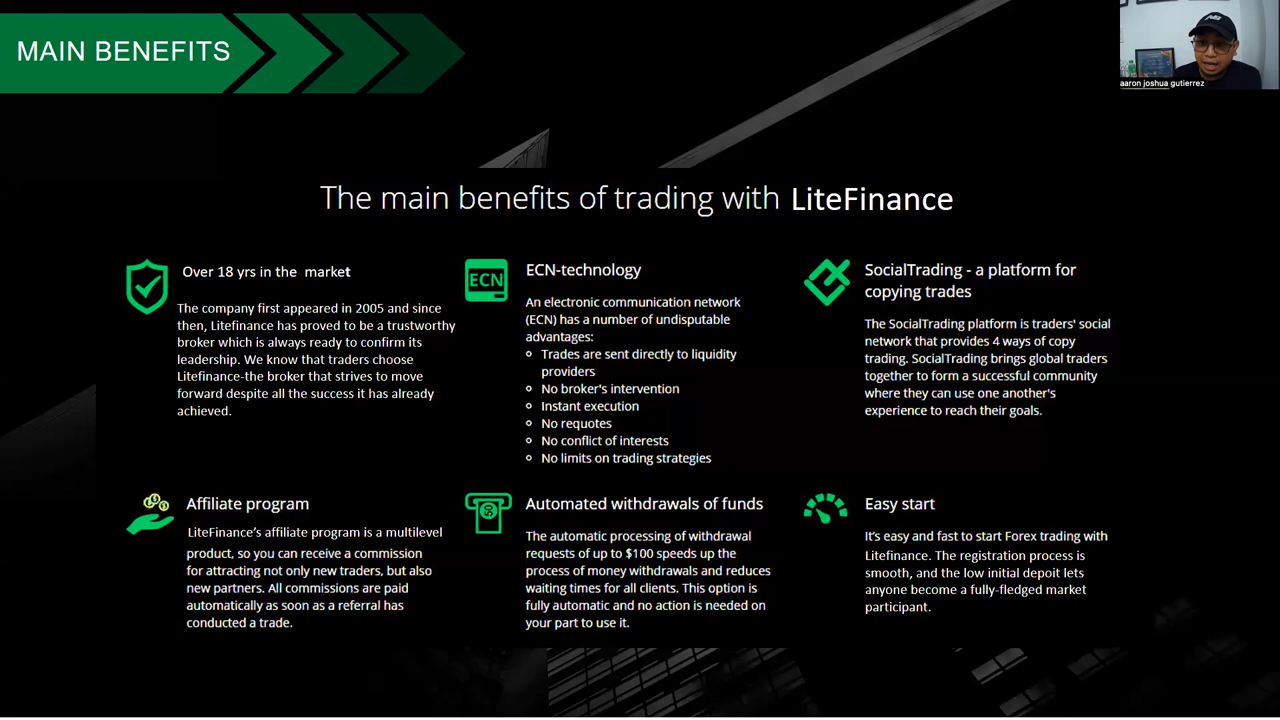 MAIN BENEFITS
aaron joshua gutierrez
The main benefits of trading with LiteFinance
Over 18 yrs in the market
The company first appeared in 2005 and since
then, Litefinance has proved to be a trustworthy
broker which is always ready to confirm its
leadership. We know that traders choose
Litefinance-the broker that strives to move
forward despite all the success it has already
achieved.
ECN
ECN-technology
An electronic communication network
(ECN) has a number of undisputable
advantages:
Trades are sent directly to liquidity
providers
No broker's intervention
Instant execution
No requotes
No conflict of interests
No limits on trading strategies
SocialTrading - a platform for
copying trades
The SocialTrading platform is traders' social
network that provides 4 ways of copy
trading. SocialTrading brings global traders
together to form a successful community
where they can use one another's
experience to reach their goals.
Affiliate program
LiteFinance's affiliate program is a multilevel
product, so you can receive a commission
for attracting not only new traders, but also
new partners. All commissions are paid
automatically as soon as a referral has
conducted a trade.
Automated withdrawals of funds
The automatic processing of withdrawal
requests of up to $100 speeds up the
process of money withdrawals and reduces
waiting times for all clients. This option is
fully automatic and no action is needed on
your part to use it.
Easy start
It's easy and fast to start Forex trading with
Litefinance. The registration process is
smooth, and the low initial depoit lets
anyone become a fully-fledged market
participant.